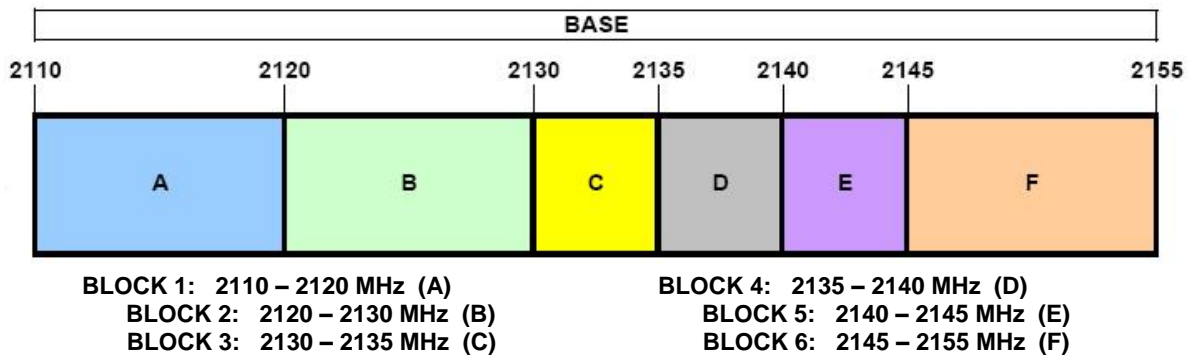 BASE
2110 2120 2130 2135 2140 2145 2155
A B C D E F
BLOCK 1: 2110 – 2120 MHz (A)
BLOCK 2: 2120 – 2130 MHz (B)
BLOCK 3: 2130 – 2135 MHz (C)
BLOCK 4: 2135 – 2140 MHz (D)
BLOCK 5: 2140 – 2145 MHz (E)
BLOCK 6: 2145 – 2155 MHz (F)